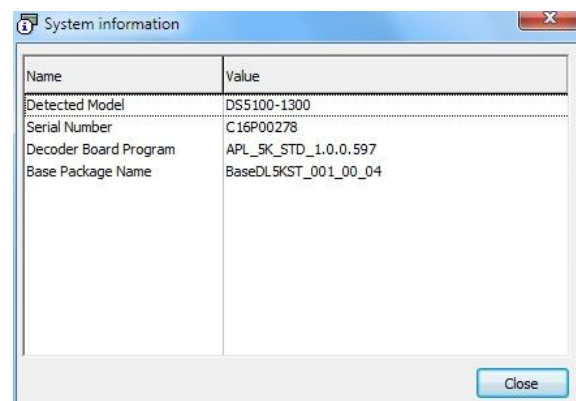 System information
Name Value
Detected Model DS5100-1300
Serial Number C16P00278
Decoder Board Program APL_5K_STD_1.0.0.597
Base Package Name BaseDL5KST_001_00_04
Close